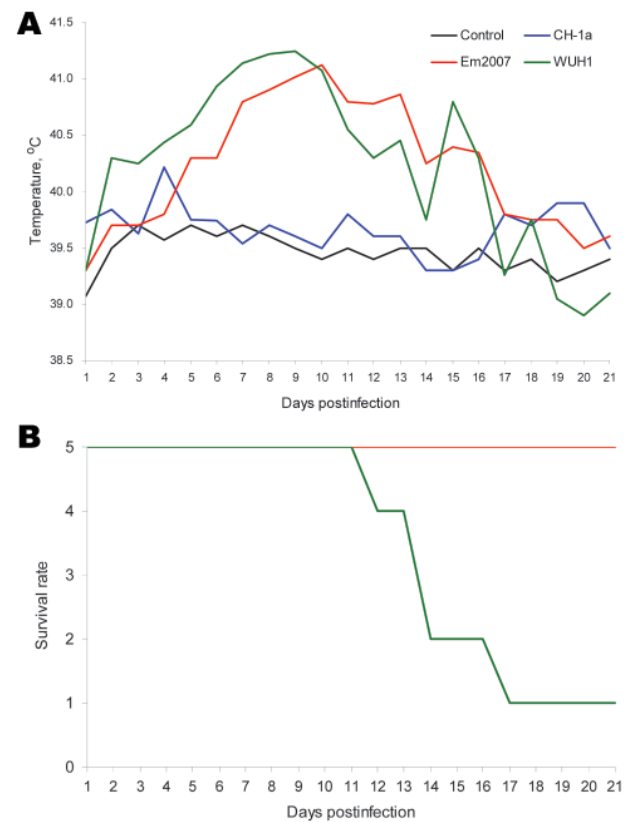 A
41.5
41.0
40.5
40.0
39.5
39.0
38.5
Temperature, °C
Control
CH-1a
Em2007
WUH1
1 2 3 4 5 6 7 8 9 10 11 12 13 14 15 16 17 18 19 20 21
Days postinfection
B
5
4
3
2
1
0
Survival rate
1 2 3 4 5 6 7 8 9 10 11 12 13 14 15 16 17 18 19 20 21
Days postinfection